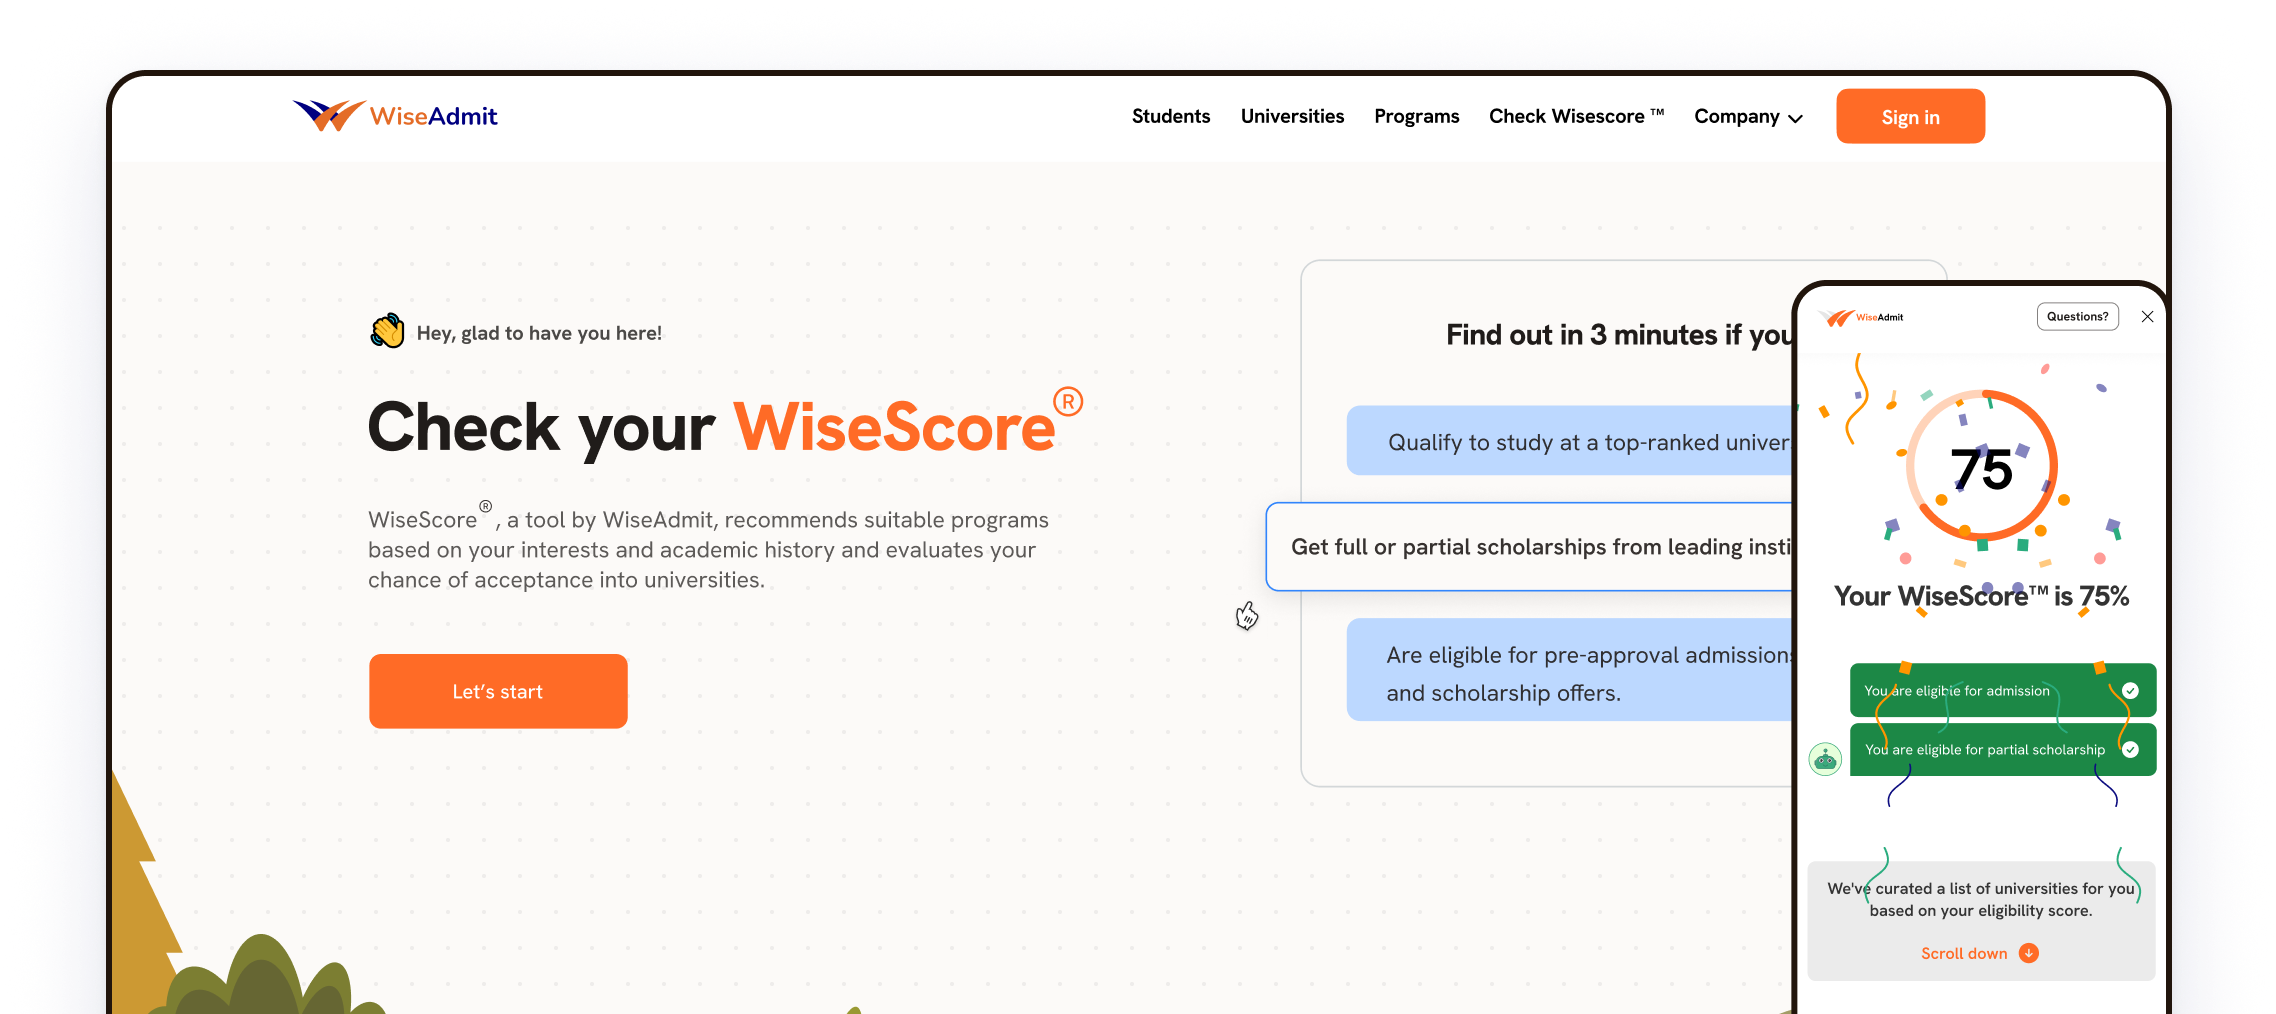 WiseAdmit
Students Universities Programs Check Wisescore ™ Company Sign in
Hey, glad to have you here!
Check your WiseScore®
WiseScore®, a tool by WiseAdmit, recommends suitable programs
based on your interests and academic history and evaluates your
chance of acceptance into universities.
Let’s start
Find out in 3 minutes if you
Qualify to study at a top-ranked
Get full or partial scholarships from leading
Are eligible for pre-approval admissions
and scholarship offers.
WiseAdmit
Questions?
75
Your WiseScore™ is 75%
You are eligible for admission
You are eligible for partial scholarship
We've curated a list of universities for you
based on your eligibility score.
Scroll down